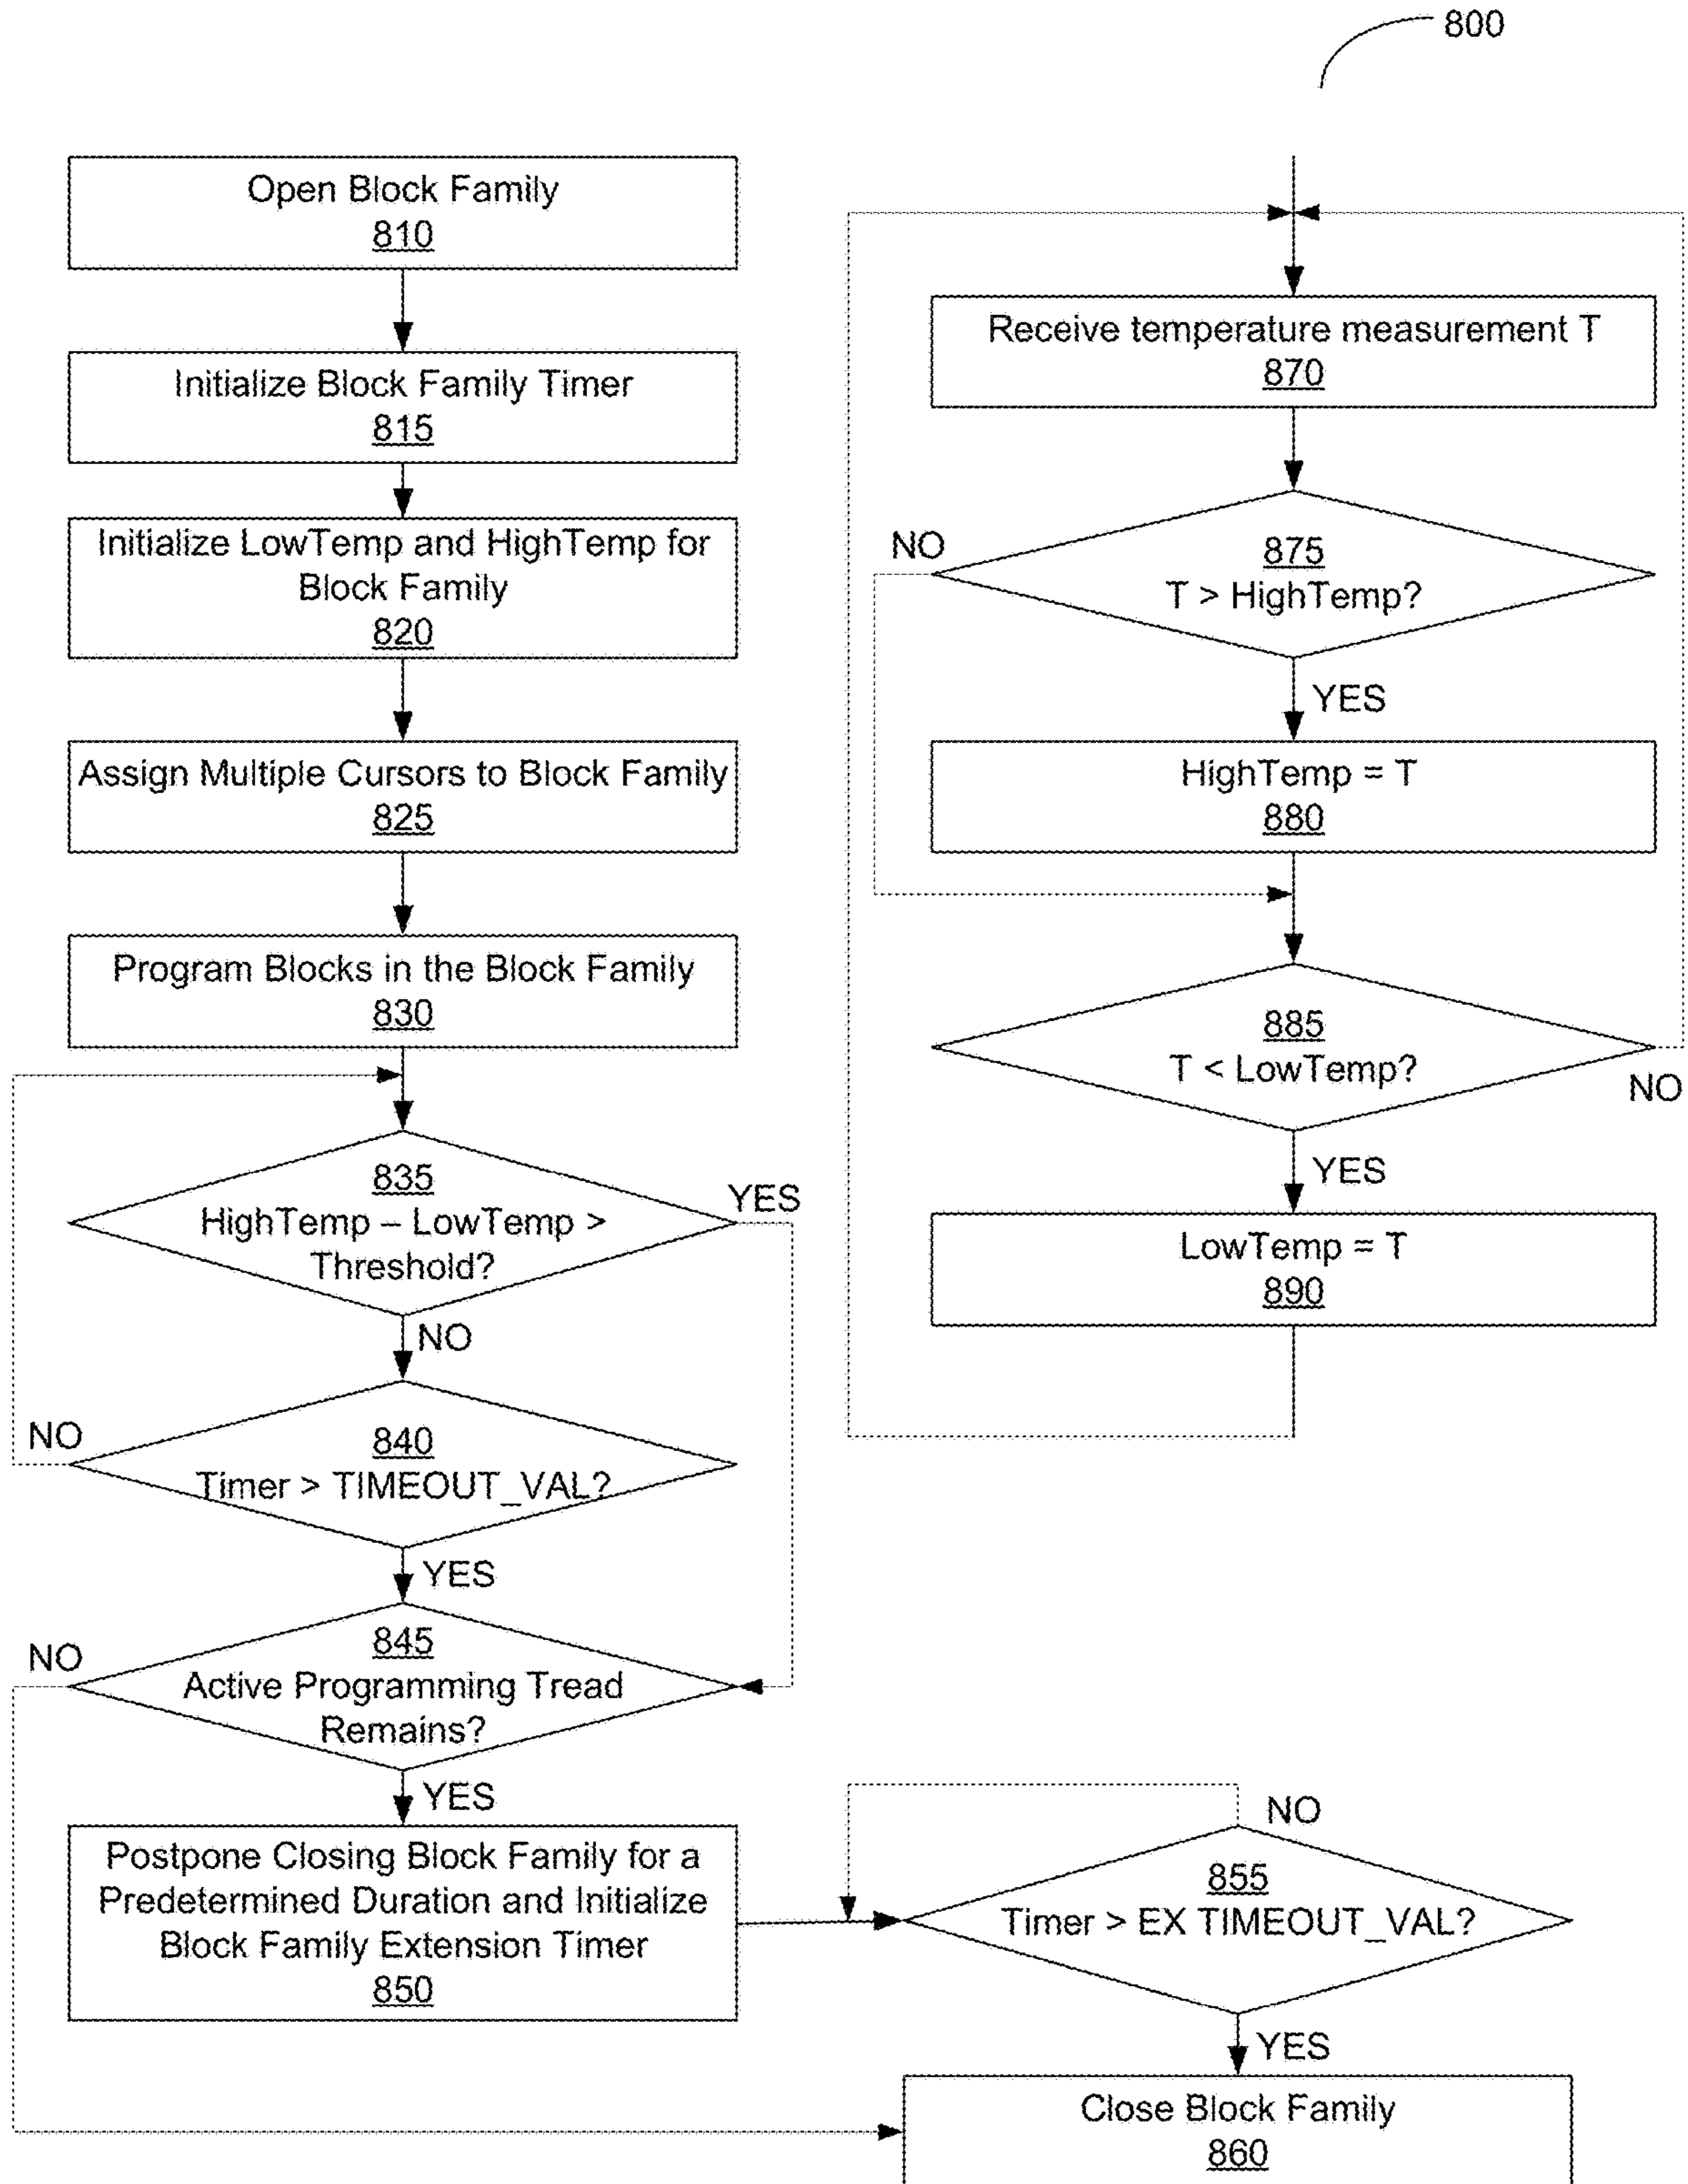 800
Open Block Family
810
Initialize Block Family Timer
815
Initialize LowTemp and HighTemp for
Block Family
820
Assign Multiple Cursors to Block Family
825
Program Blocks in the Block Family
830
835
HighTemp – LowTemp >
Threshold?
YES
NO
840
Timer > TIMEOUT_VAL?
NO
YES
845
Active Programming Tread
Remains?
NO
YES
Postpone Closing Block Family for a
Predetermined Duration and Initialize
Block Family Extension Timer
850
NO
855
Timer > EX TIMEOUT_VAL?
YES
Close Block Family
860
Receive temperature measurement T
870
NO
875
T > HighTemp?
YES
HighTemp = T
880
885
T < LowTemp?
NO
YES
LowTemp = T
890